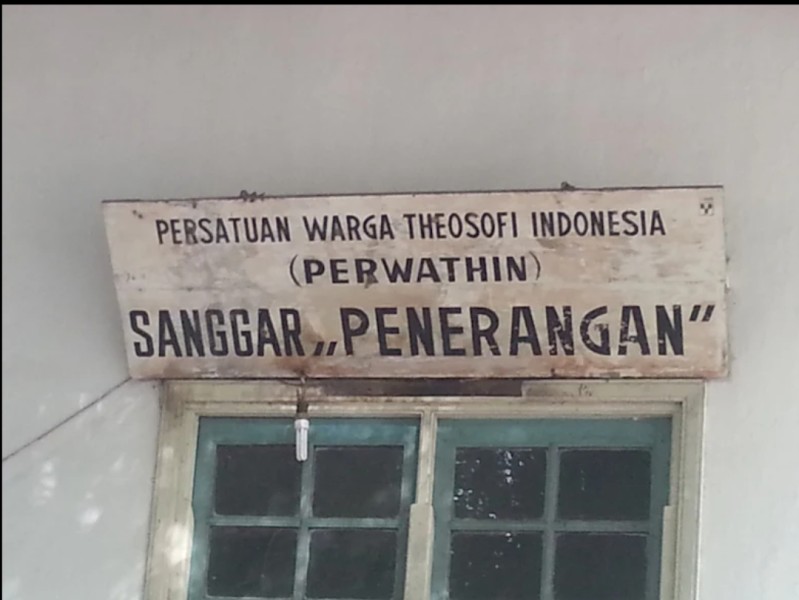 PERSATUAN WARGA THEOSOFI INDONESIA
(PERWATHIN)
SANGGAR „PENERANGAN"